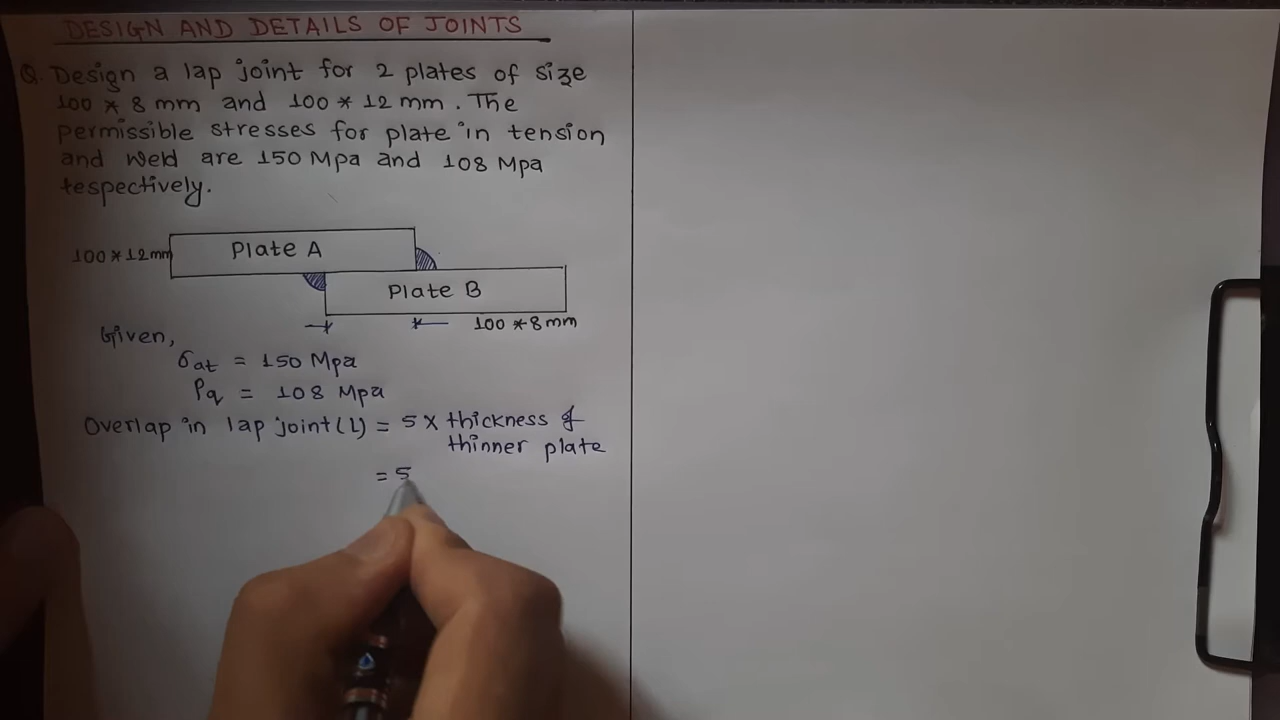 DESIGN AND DETAILS OF JOINTS
Q. Design a lap joint for 2 plates of size
100 * 8 mm and 100 * 12 mm. The
permissible stresses for plate in tension
and weld are 150 Mpa and 108 Mpa
tespectively.
100 * 12mm
Plate A
Plate B
100 * 8 mm
Given,
σat = 150 Mpa
Pq = 108 Mpa
Overlap in lap joint (L) = 5 x thickness of
thinner plate
= 5